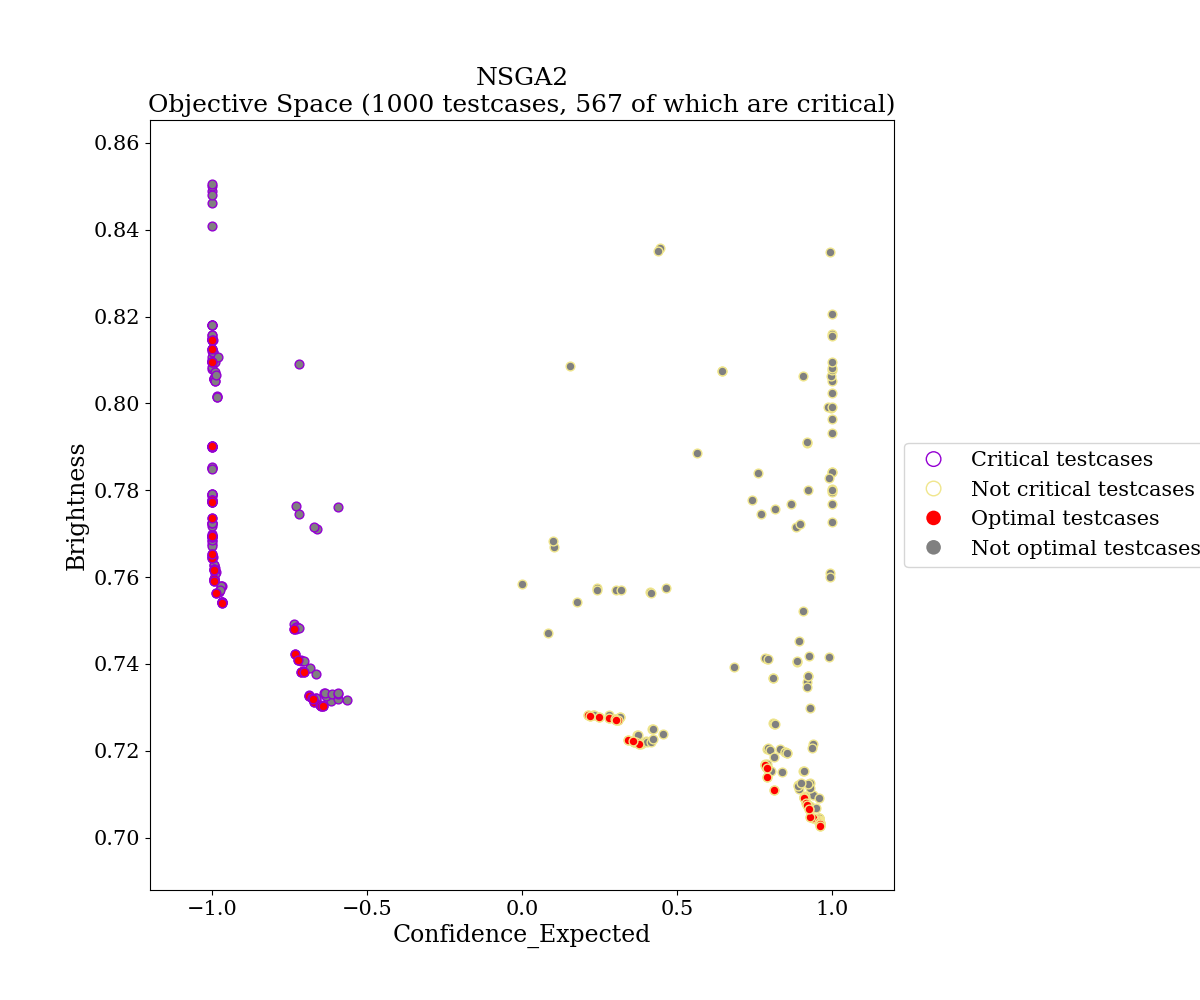 NSGA2
Objective Space (1000 testcases, 567 of which are critical)
0.86
0.84
0.82
0.80
0.78
0.76
0.74
0.72
0.70
Brightness
−1.0
−0.5
0.0
0.5
1.0
Confidence_Expected
Critical testcases
Not critical testcases
Optimal testcases
Not optimal testcases